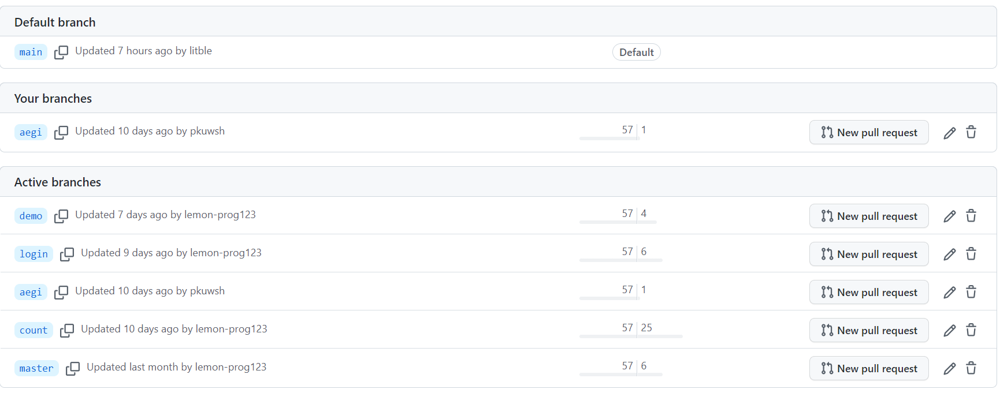 Default branch
main Updated 7 hours ago by litble Default
Your branches
aegi Updated 10 days ago by pkuwsh 57 1 New pull request
Active branches
demo Updated 7 days ago by lemon-prog123 57 4 New pull request
login Updated 9 days ago by lemon-prog123 57 6 New pull request
aegi Updated 10 days ago by pkuwsh 57 1 New pull request
count Updated 10 days ago by lemon-prog123 57 25 New pull request
master Updated last month by lemon-prog123 57 6 New pull request